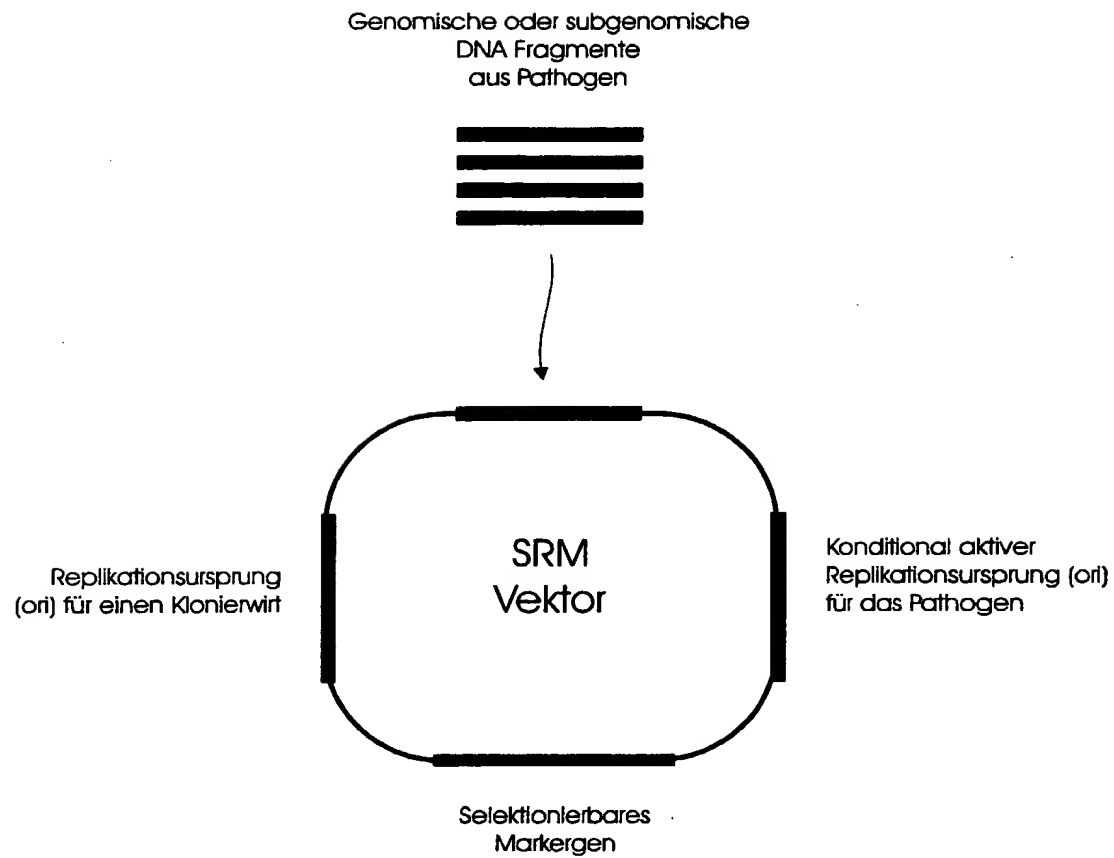 Genomische oder subgenomische
DNA Fragmente
aus Pathogen
SRM
Vektor
Replikationsursprung
(ori) für einen Klonierwirt
Konditional aktiver
Replikationsursprung (ori)
für das Pathogen
Selektionierbares
Markergen